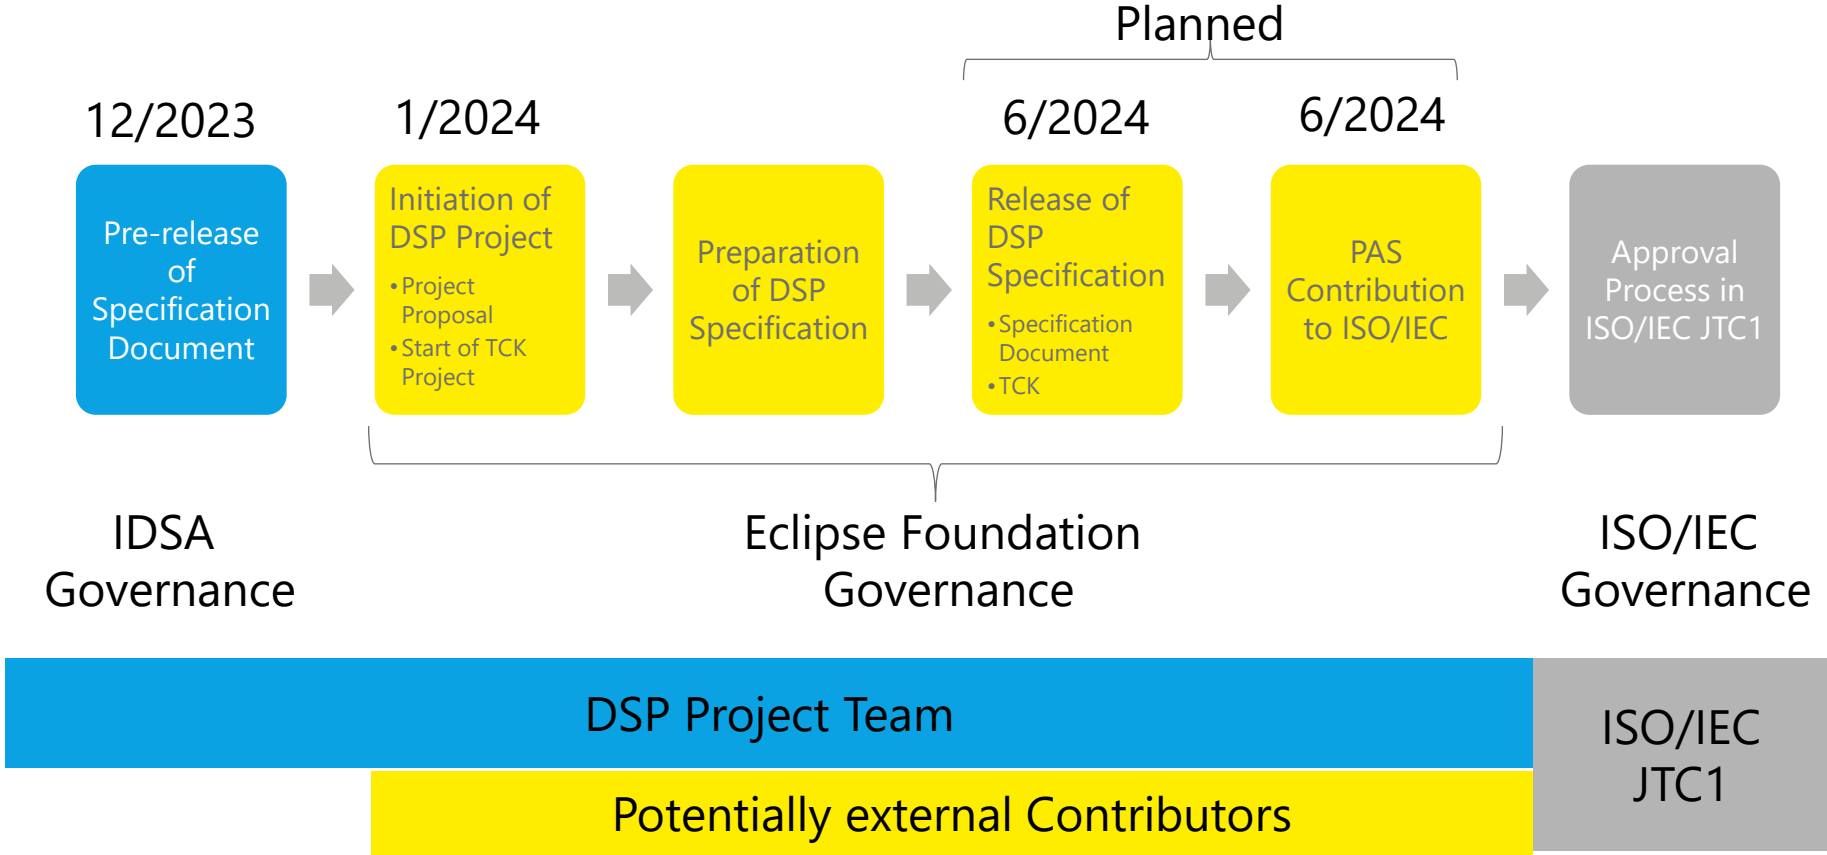 Planned
12/2023
1/2024
6/2024
6/2024
Pre-release
of
Specification
Document
Initiation of
DSP Project
• Project
Proposal
• Start of TCK
Project
Preparation
of DSP
Specification
Release of
DSP
Specification
• Specification
Document
• TCK
PAS
Contribution
to ISO/IEC
Approval
Process in
ISO/IEC JTC1
IDSA
Governance
Eclipse Foundation
Governance
ISO/IEC
Governance
DSP Project Team
Potentially external Contributors
ISO/IEC
JTC1